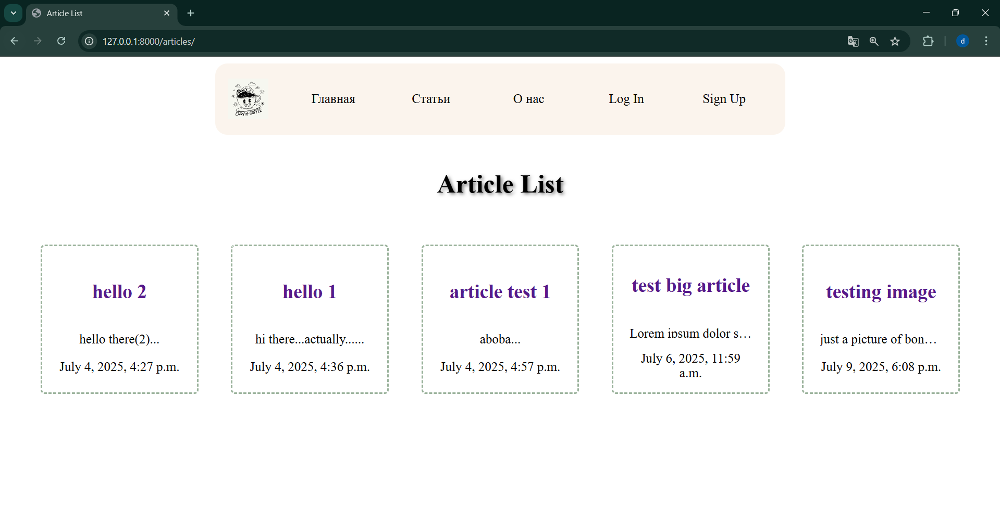 Article List
127.0.0.1:8000/articles/
d
DAY OF COFFEE
Главная
Статьи
О нас
Log In
Sign Up
Article List
hello 2
hello there(2)...
July 4, 2025, 4:27 p.m.
hello 1
hi there...actually......
July 4, 2025, 4:36 p.m.
article test 1
aboba...
July 4, 2025, 4:57 p.m.
test big article
Lorem ipsum dolor s…
July 6, 2025, 11:59
a.m.
testing image
just a picture of bon…
July 9, 2025, 6:08 p.m.